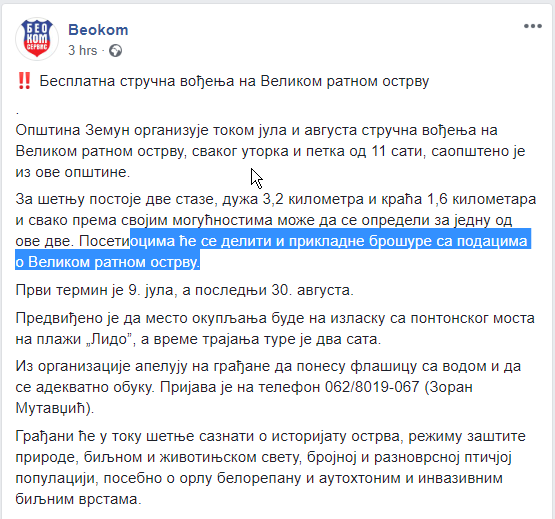 БЕО
КОМ
СЕРВИС
Beokom
3 hrs ·
‼ Бесплатна стручна вођења на Великом ратном острву
.
Општина Земун организује током јула и августа стручна вођења на
Великом ратном острву, сваког уторка и петка од 11 сати, саопштено је
из ове општине.
За шетњу постоје две стазе, дужа 3,2 километра и краћа 1,6 километара
и свако према својим могућностима може да се определи за једну од
ове две. Посетиоцима ће се делити и прикладне брошуре са подацима
о Великом ратном острву.
Први термин је 9. јула, а последњи 30. августа.
Предвиђено је да место окупљања буде на изласку са понтонског моста
на плажи „Лидо”, а време трајања туре је два сата.
Из организације апелују на грађане да понесу флашицу са водом и да
се адекватно обуку. Пријава је на телефон 062/8019-067 (Зоран
Мутавџић).
Грађани ће у току шетње сазнати о историјату острва, режиму заштите
природе, биљном и животињском свету, бројној и разноврсној птичјој
популацији, посебно о орлу белорепану и аутохтоним и инвазивним
биљним врстама.